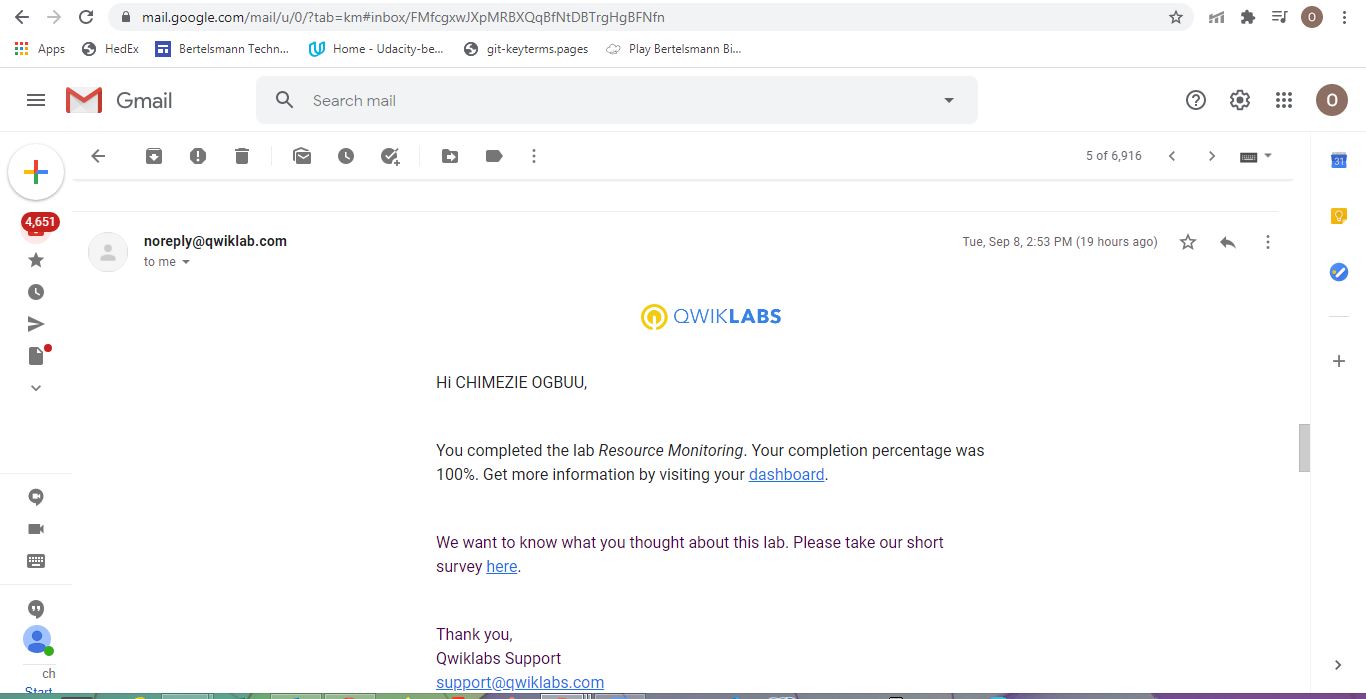 mail.google.com/mail/u/0/?tab=km#inbox/FMfcgxwJXpMRBXQqBfNtDBTrgHgBFNfn
O
Apps HedEx Bertelsmann Techn... Home - Udacity-be... git-keyterms.pages Play Bertelsmann Bi...
Gmail Search mail O
5 of 6,916
31
4,651
noreply@qwiklab.com Tue, Sep 8, 2:53 PM (19 hours ago)
to me
QWIKLABS
Hi CHIMEZIE OGBUU,
You completed the lab Resource Monitoring. Your completion percentage was
100%. Get more information by visiting your dashboard.
We want to know what you thought about this lab. Please take our short
survey here.
Thank you,
Qwiklabs Support
ch
support@qwiklabs.com
Start